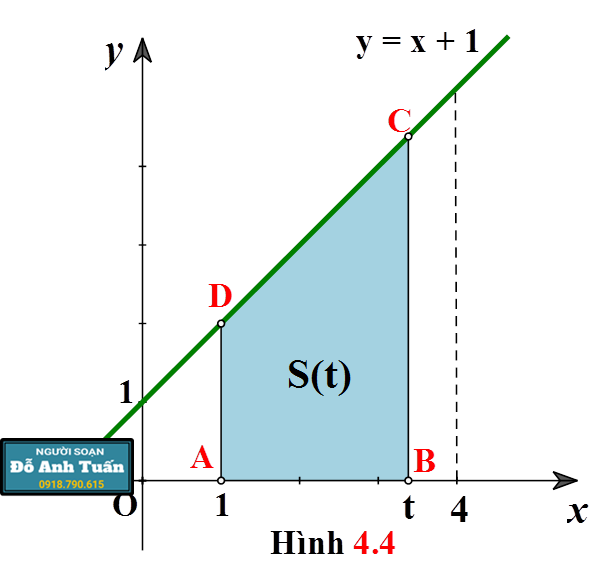 y
y = x + 1
C
D
S(t)
1
A
B
NGƯỜI SOẠN
Đỗ Anh Tuấn
0918.790.615
O
1
t
4
x
Hình 4.4